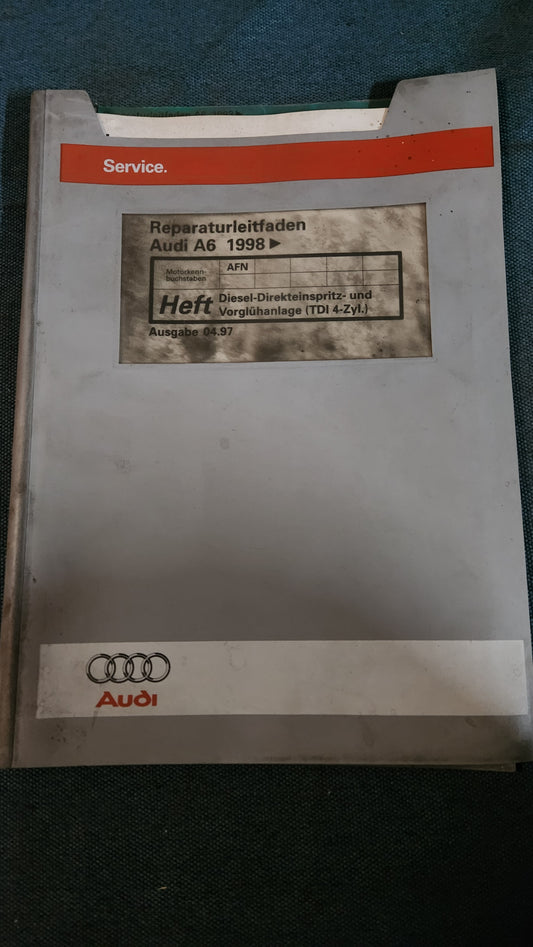 Service.
Reparaturleitfaden
Audi A6 1998 ►
Motorkenn-
buchstaben
AFN
Heft
Diesel-Direkteinspritz- und
Vorglühanlage (TDI 4-Zyl.)
Ausgabe 04.97
Audi